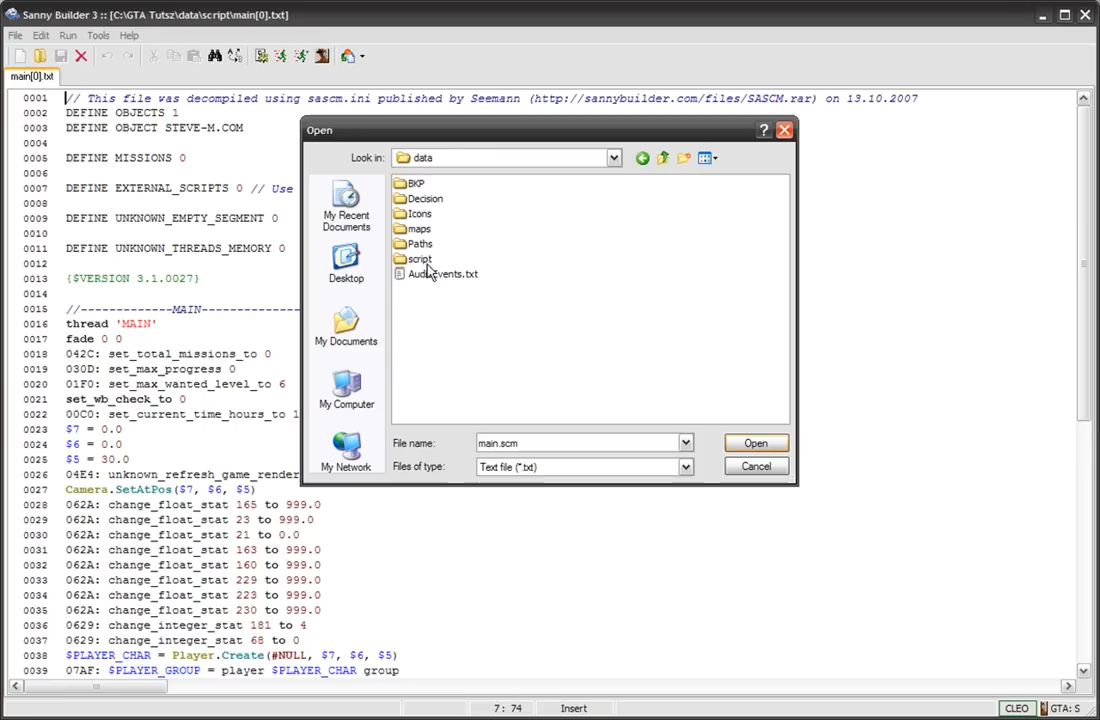 Sanny Builder 3 :: [C:\GTA Tutsz\data\script\main[0].txt]
File Edit Run Tools Help
main[0].txt
0001 // This file was decompiled using sascm.ini published by Seemann (http://sannybuilder.com/files/SASCM.rar) on 13.10.2007
0002 DEFINE OBJECTS 1
0003 DEFINE OBJECT STEVE-M.COM
0004
0005 DEFINE MISSIONS 0
0006
0007 DEFINE EXTERNAL_SCRIPTS 0 // Use
0008
0009 DEFINE UNKNOWN_EMPTY_SEGMENT 0
0010
0011 DEFINE UNKNOWN_THREADS_MEMORY 0
0012
0013 {$VERSION 3.1.0027}
0014
0015 //-------------MAIN---------------
0016 thread 'MAIN'
0017 fade 0 0
0018 042C: set_total_missions_to 0
0019 030D: set_max_progress 0
0020 01F0: set_max_wanted_level_to 6
0021 set_wb_check_to 0
0022 00C0: set_current_time_hours_to 1
0023 $7 = 0.0
0024 $6 = 0.0
0025 $5 = 30.0
0026 04E4: unknown_refresh_game_render
0027 Camera.SetAtPos($7, $6, $5)
0028 062A: change_float_stat 165 to 999.0
0029 062A: change_float_stat 23 to 999.0
0030 062A: change_float_stat 21 to 0.0
0031 062A: change_float_stat 163 to 999.0
0032 062A: change_float_stat 160 to 999.0
0033 062A: change_float_stat 229 to 999.0
0034 062A: change_float_stat 223 to 999.0
0035 062A: change_float_stat 230 to 999.0
0036 0629: change_integer_stat 181 to 4
0037 0629: change_integer_stat 68 to 0
0038 $PLAYER_CHAR = Player.Create(#NULL, $7, $6, $5)
0039 07AF: $PLAYER_GROUP = player $PLAYER_CHAR group
Open
Look in: data
My Recent
Documents
Desktop
My Documents
My Computer
My Network
BKP
Decision
Icons
maps
Paths
script
AudioEvents.txt
File name: main.scm Open
Files of type: Text file (*.txt) Cancel
7: 74 Insert CLEO GTA: S